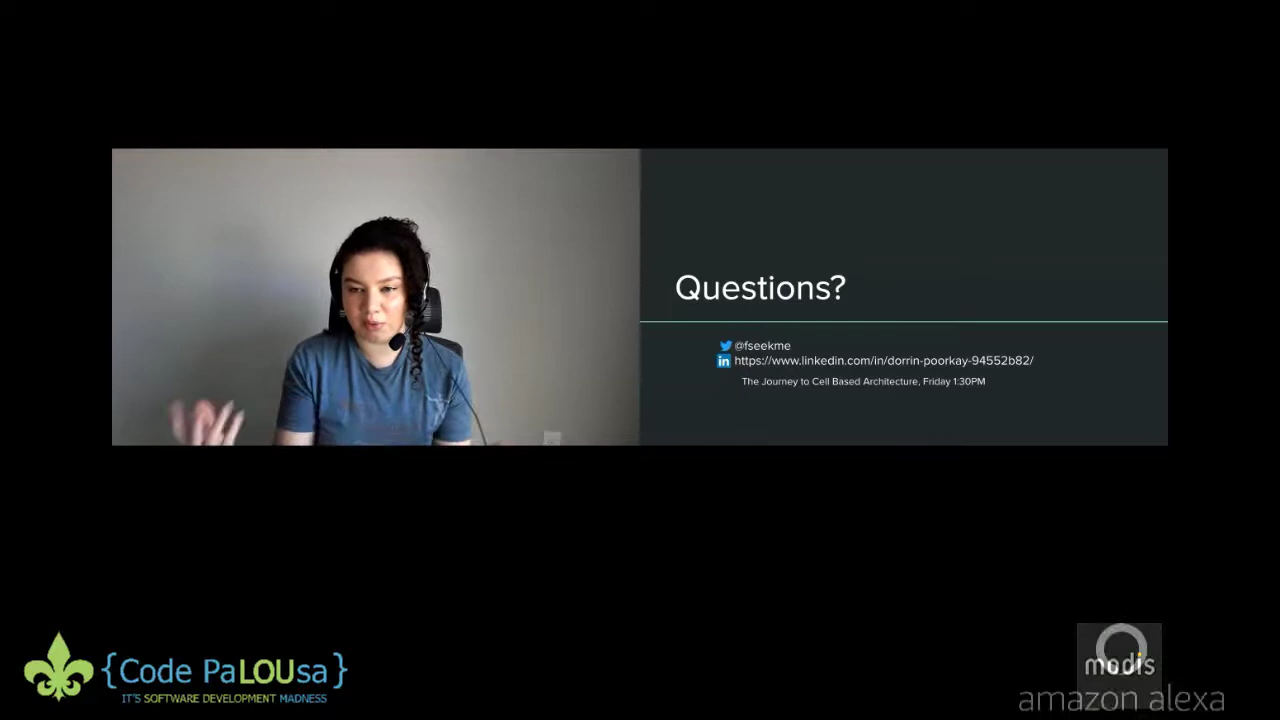 Questions?
@fseekme
https://www.linkedin.com/in/dorrin-poorkay-94552b82/
The Journey to Cell Based Architecture, Friday 1:30PM
{Code PaLOUsa}
IT'S SOFTWARE DEVELOPMENT MADNESS
modis
amazon alexa